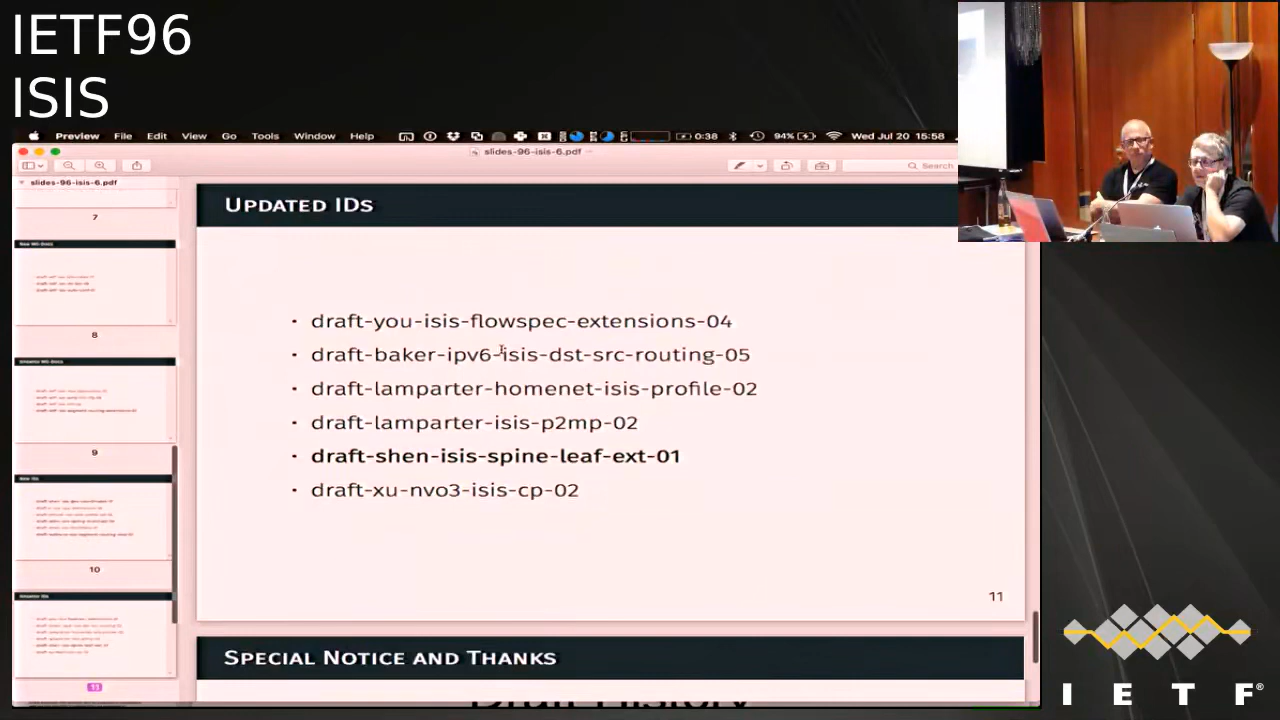 IETF96
ISIS
Preview File Edit View Go Tools Window Help 0:38 94% Wed Jul 20 15:58
slides-96-isis-6.pdf
Search
slides-96-isis-6.pdf
7
8
9
10
11
UPDATED IDS
• draft-you-isis-flowspec-extensions-04
• draft-baker-ipv6-isis-dst-src-routing-05
• draft-lamparter-homenet-isis-profile-02
• draft-lamparter-isis-p2mp-02
• draft-shen-isis-spine-leaf-ext-01
• draft-xu-nvo3-isis-cp-02
11
SPECIAL NOTICE AND THANKS
Draft History
I E T F®